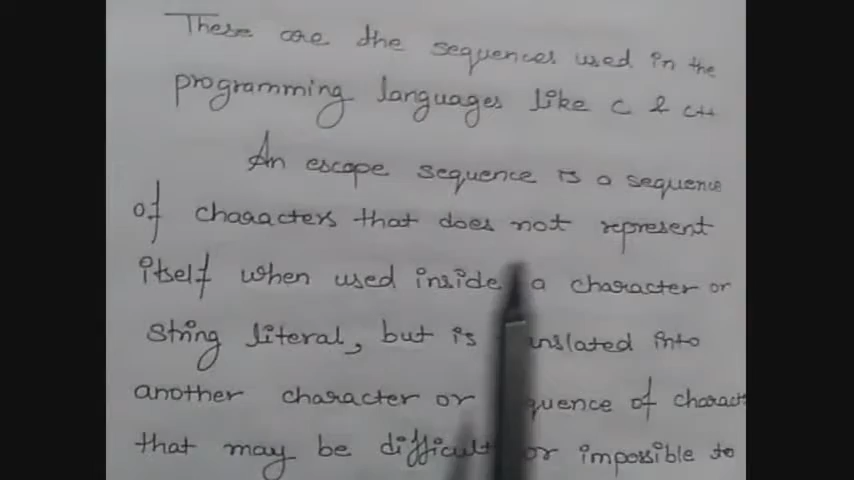 These are the sequences used in the
programming languages like C & C++
An escape sequence is a sequence
of characters that does not represent
itself when used inside a character or
string literal, but is translated into
another character or sequence of charact
that may be difficult or impossible to